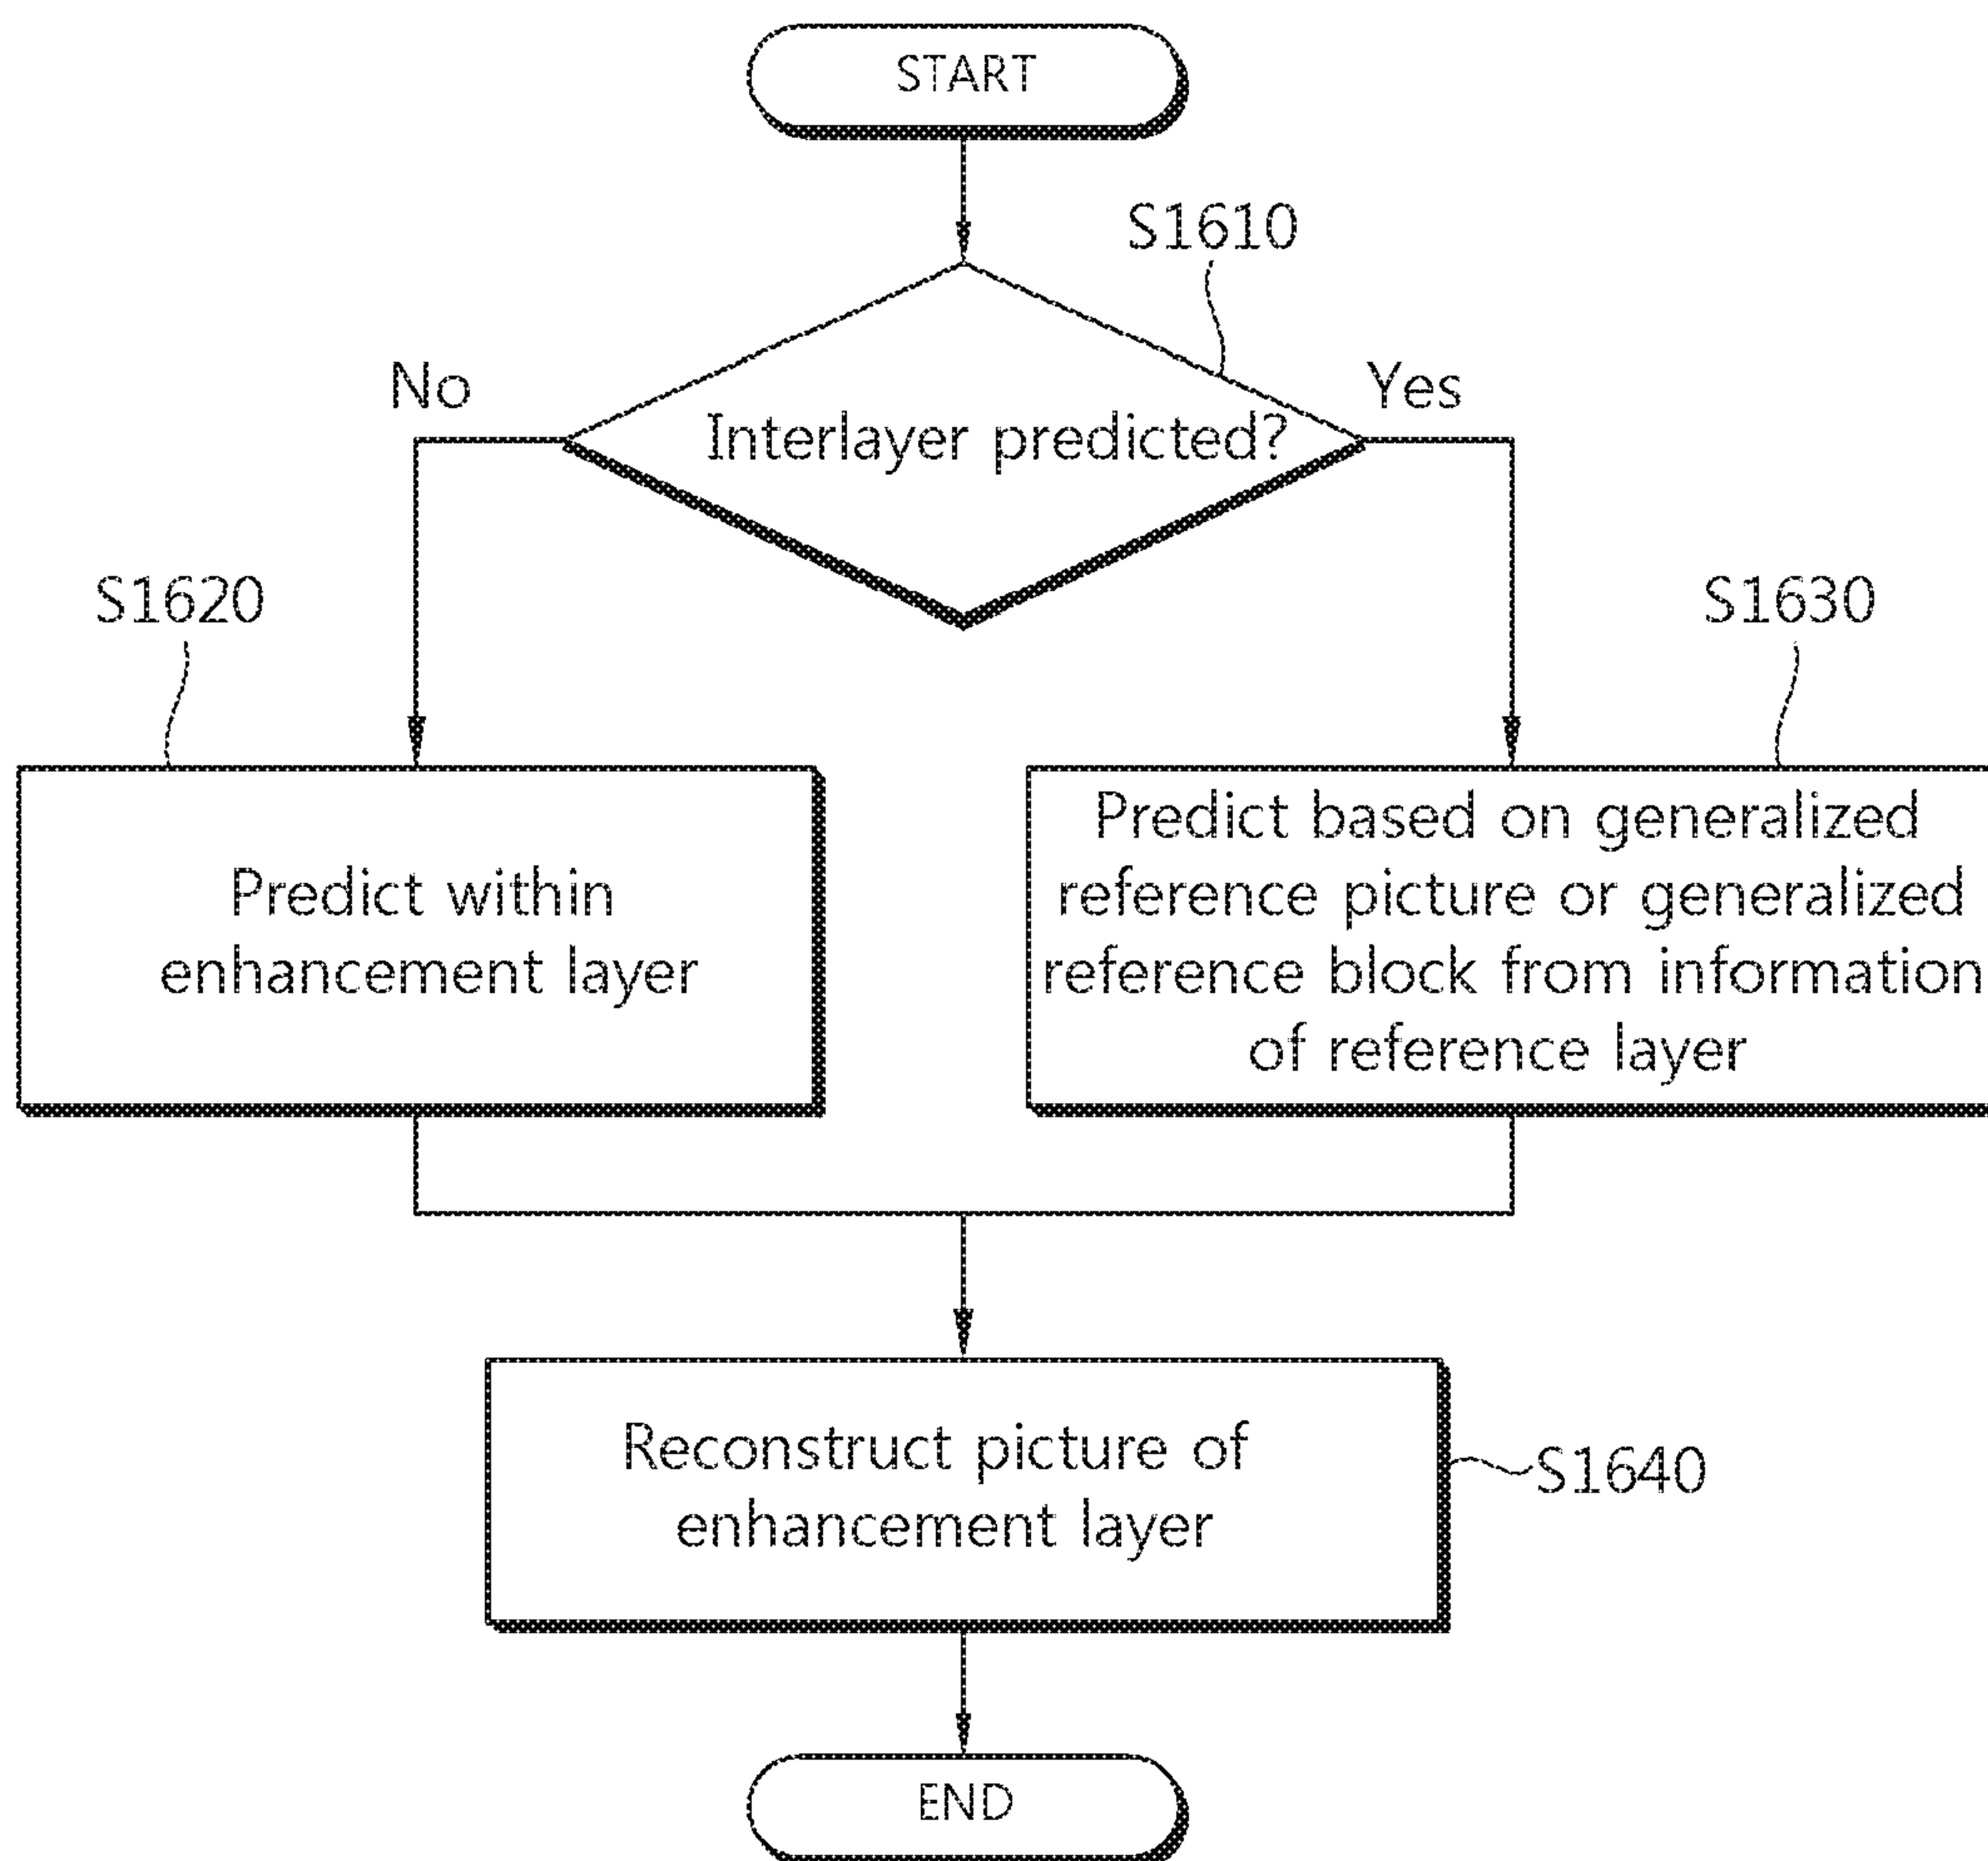 START
S1610
No
Yes
Interlayer predicted?
S1620
S1630
Predict within
enhancement layer
Predict based on generalized
reference picture or generalized
reference block from information
of reference layer
Reconstruct picture of
enhancement layer
S1640
END